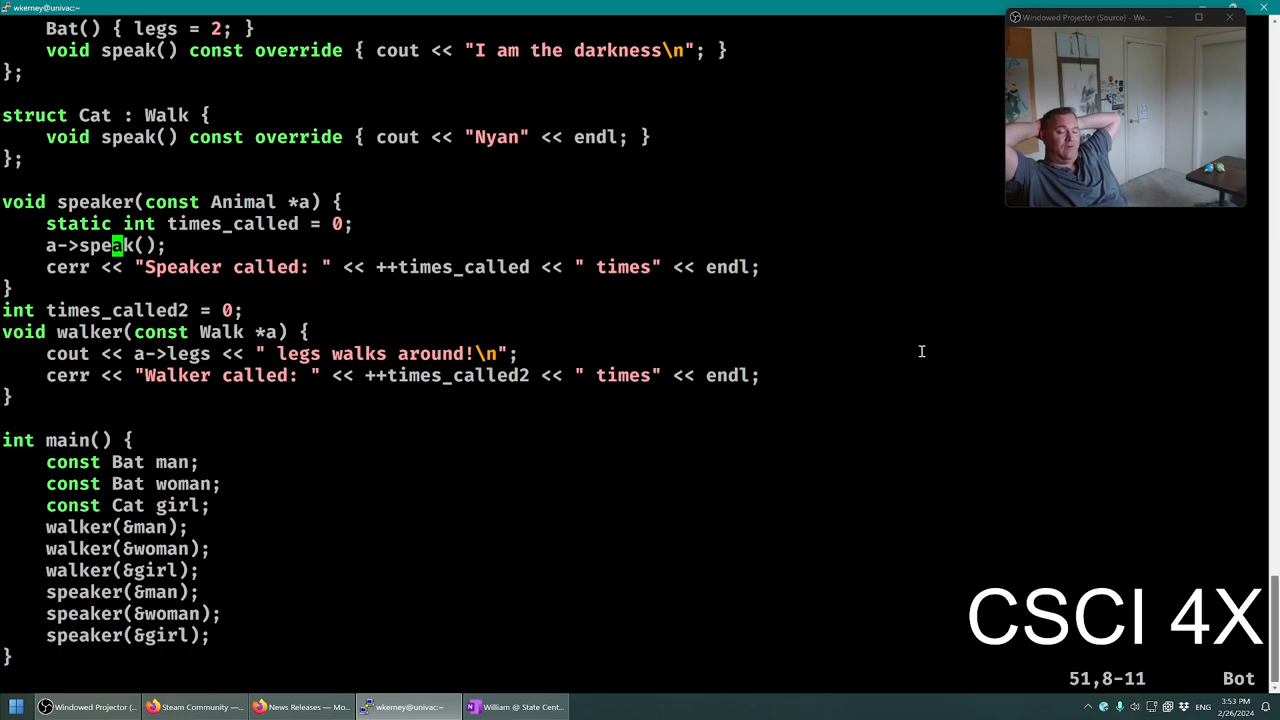 wkerney@univac:~
Windowed Projector (Source) - We...
    Bat() { legs = 2; }
    void speak() const override { cout << "I am the darkness\n"; }
};
struct Cat : Walk {
    void speak() const override { cout << "Nyan" << endl; }
};
void speaker(const Animal *a) {
    static int times_called = 0;
    a->speak();
    cerr << "Speaker called: " << ++times_called << " times" << endl;
}
int times_called2 = 0;
void walker(const Walk *a) {
    cout << a->legs << " legs walks around!\n";
    cerr << "Walker called: " << ++times_called2 << " times" << endl;
}
int main() {
    const Bat man;
    const Bat woman;
    const Cat girl;
    walker(&man);
    walker(&woman);
    walker(&girl);
    speaker(&man);
    speaker(&woman);
    speaker(&girl);
}
CSCI 4X
51,8-11 Bot
Windowed Projector (... Steam Community —... News Releases — Mo... wkerney@univac:~ William @ State Cent...
3:53 PM
2/26/2024